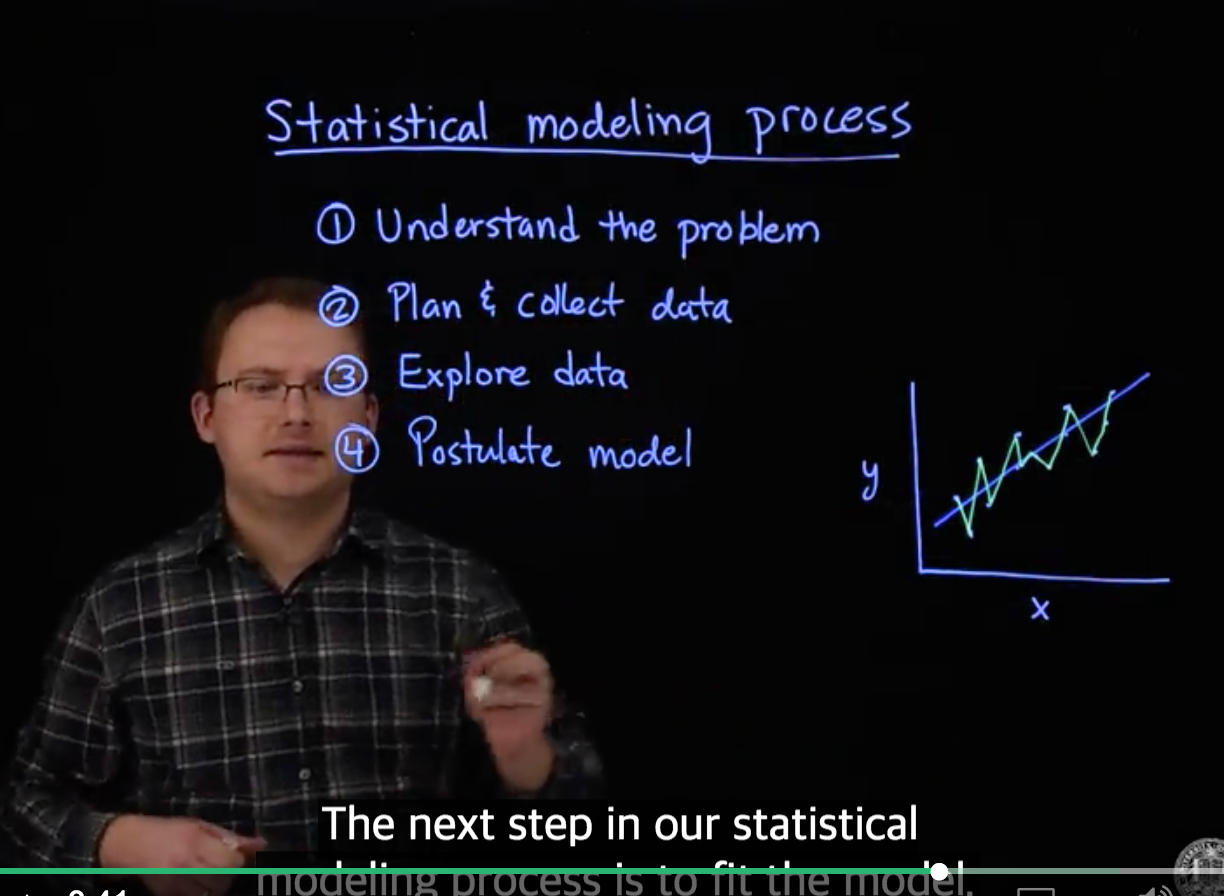 Statistical modeling process
① Understand the problem
② Plan & collect data
③ Explore data
④ Postulate model
y
x
The next step in our statistical
modeling process is to fit the model.